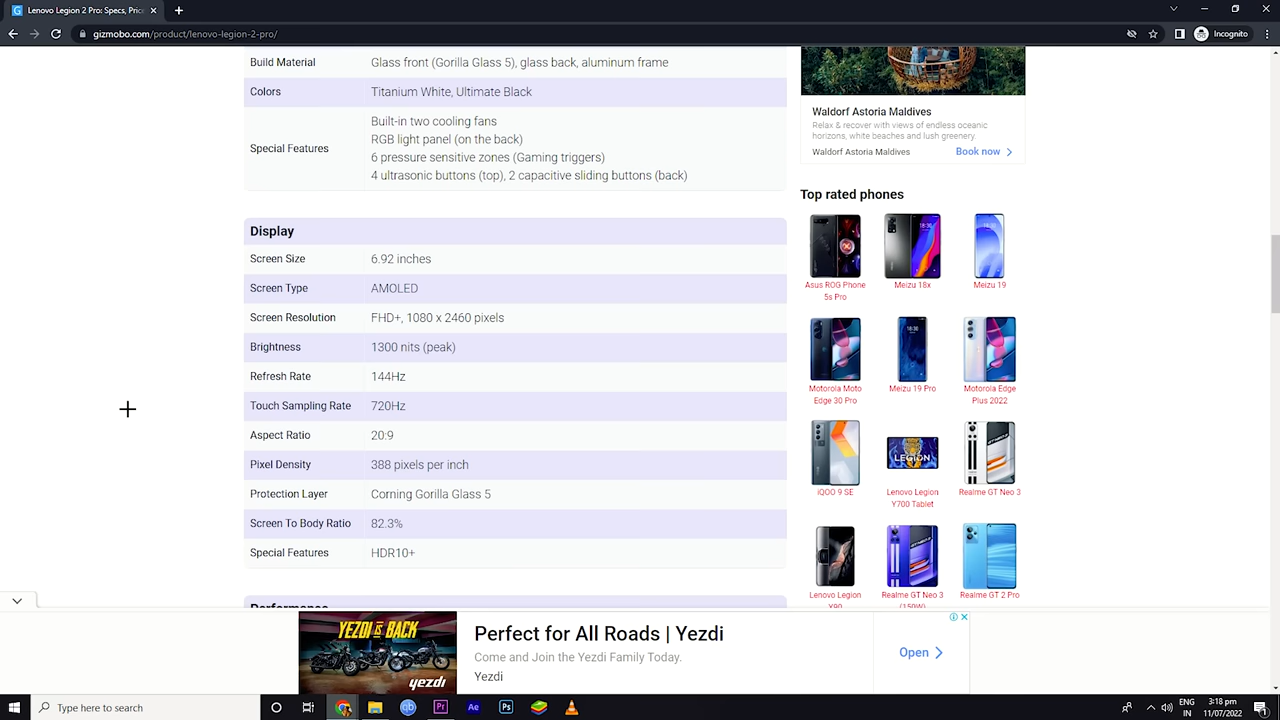 Lenovo Legion 2 Pro: Specs, Pric
gizmobo.com/product/lenovo-legion-2-pro/
Incognito
Build Material Glass front (Gorilla Glass 5), glass back, aluminum frame
Colors Titanium White, Ultimate Black
Built-in two cooling fans
RGB light
6 pressure sensitive zones (Gaming triggers)
4 ultrasonic buttons (top), 2 capacitive sliding buttons (back)
Features
Display
Screen Size 6.92 inches
Screen Type AMOLED
Screen Resolution FHD+ 1080 x 2460 pixels
Brightness 1300 nits (peak)
Refresh Rate 144Hz
Touch Sampling Rate 720Hz
Aspect Ratio 20:9
Pixel Density 388 pixels per inch
Protection Layer Corning Gorilla Glass 5
Screen To Body Ratio 82.3%
Special Features HDR10+
Performance
Waldorf Astoria Maldives
Relax & recover with views of endless oceanic
horizons, white beaches and lush greenery.
Waldorf Astoria Maldives Book now
Top rated phones
Asus ROG Phone
5s Pro
Meizu 18x
Meizu 19
Motorola Moto
Edge 30 Pro
Meizu 19 Pro
Motorola Edge
Plus 2022
iQOO 9 SE
LEGION
Lenovo Legion
Y700 Tablet
Realme GT Neo 3
Lenovo Legion
Y90
Realme GT Neo 3
(150W)
Realme GT 2 Pro
YEZDI IS BACK
yezdi
Perfect for All Roads | Yezdi
Come and Join the Yezdi Family Today.
Yezdi
Open
Type here to search
Pr
Ae
Ps
ENG
IN
3:18 pm
11/07/2022